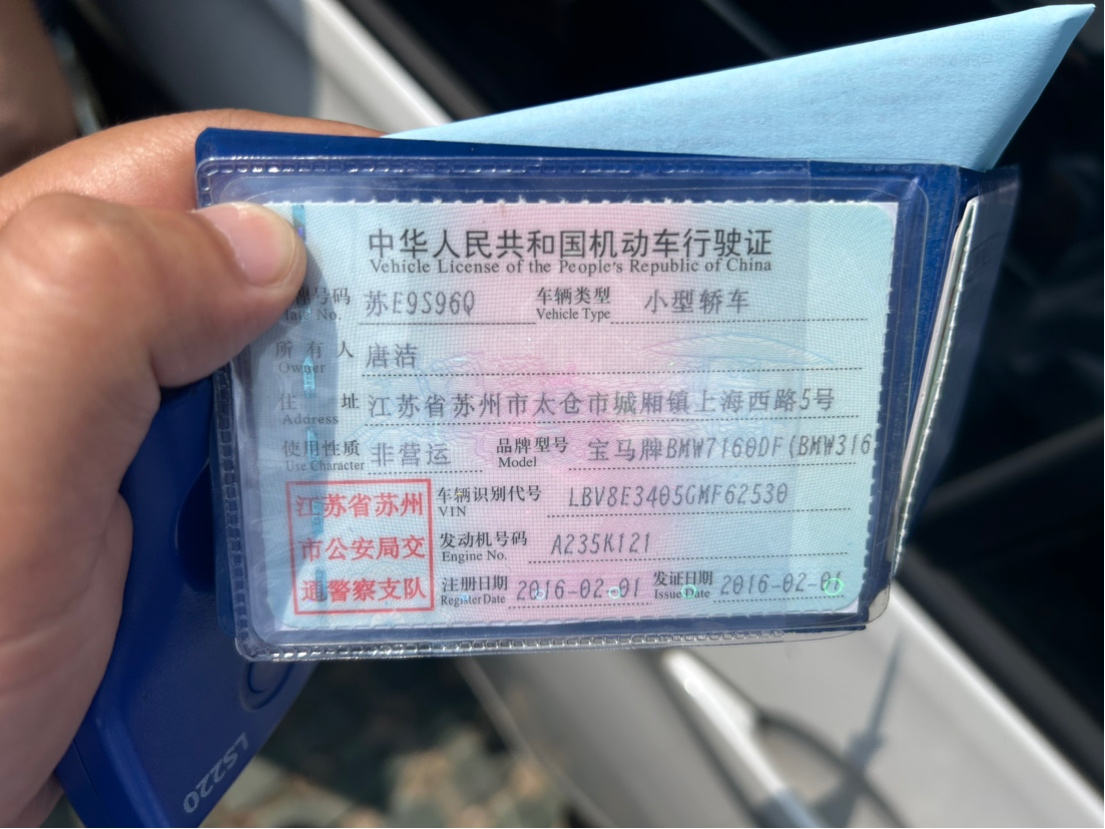 中华人民共和国机动车行驶证
Vehicle License of the People's Republic of China
号码 苏E9S96Q 车辆类型 小型轿车
No. Vehicle Type
所有人 唐洁
Owner
住址 江苏省苏州市太仓市城厢镇上海西路5号
Address
使用性质 非营运 品牌型号 宝马牌BMW7160DF(BMW316
Use Character Model
江苏省苏州
市公安局交
通警察支队
车辆识别代号 LBV8E3405GMF62530
VIN
发动机号码 A235K121
Engine No.
注册日期 2016-02-01 发证日期 2016-02-01
Register Date Issue Date
LS220